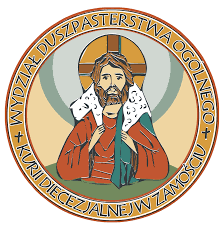 WYDZIAŁ DUSZPASTERSTWA OGÓLNEGO
KURII DIECEZJALNEJ W ZAMOŚCIU